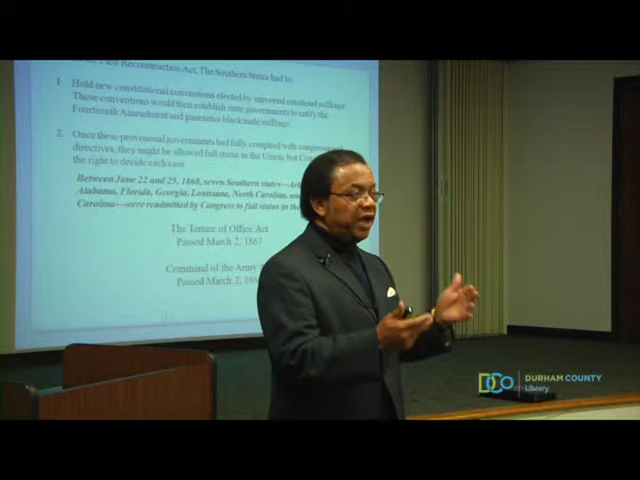 First Reconstruction Act, The Southern States had to:
1. Hold new constitutional conventions elected by universal manhood suffrage
These conventions would then establish state governments to ratify the
Fourteenth Amendment and guarantee black male suffrage.
2. Once these provisional governments had fully complied with congressional
directives, they might be allowed full status in the Union, but
the right to decide each case
Between June 22 and 25, 1868, seven Southern states—
Alabama, Florida, Georgia, Louisiana, North Carolina, and
Carolina—were readmitted by Congress to full status in the
The Tenure of Office Act
Passed March 2, 1867
Command of the Army
Passed March 2,
DCo DURHAM COUNTY
Library